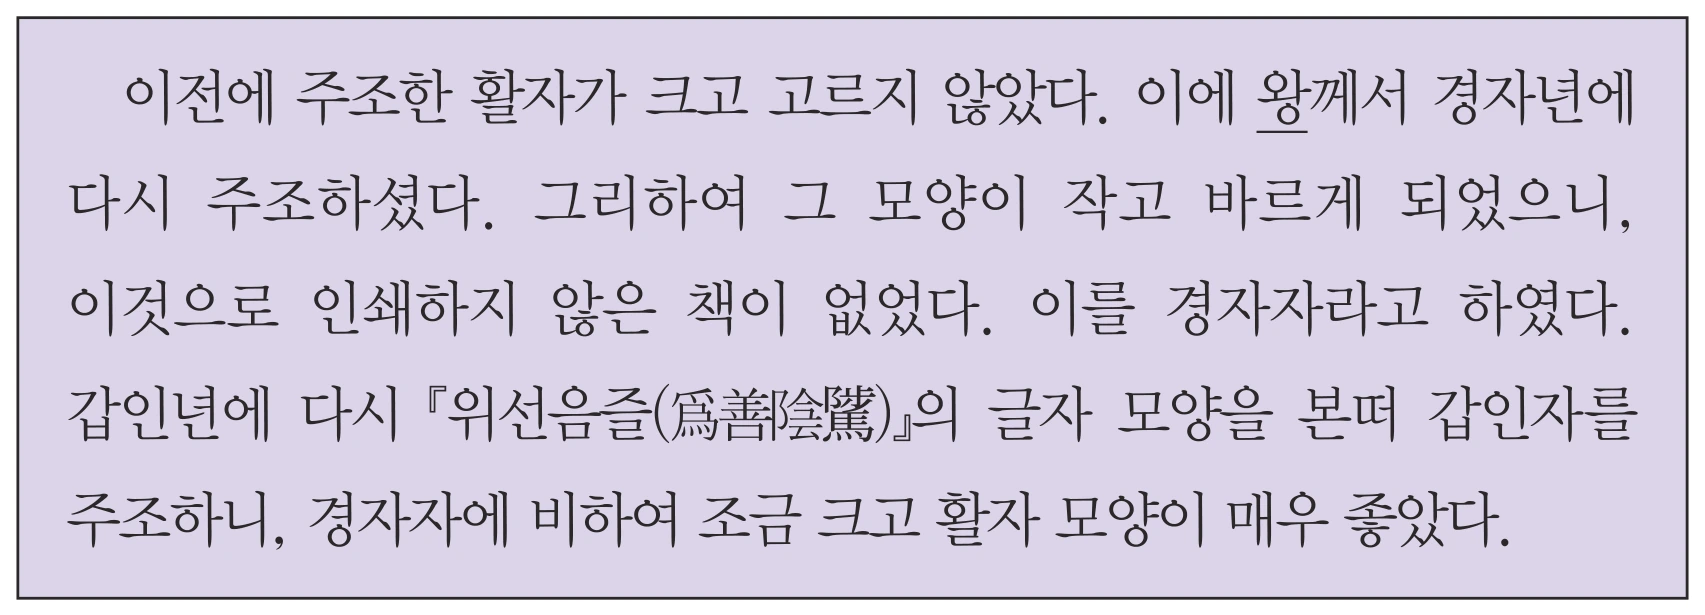 이전에 주조한 활자가 크고 고르지 않았다. 이에 왕께서 경자년에
다시 주조하셨다. 그리하여 그 모양이 작고 바르게 되었으니,
이것으로 인쇄하지 않은 책이 없었다. 이를 경자자라고 하였다.
갑인년에 다시 『위선음즐(爲善陰騭)』의 글자 모양을 본떠 갑인자를
주조하니, 경자자에 비하여 조금 크고 활자 모양이 매우 좋았다.